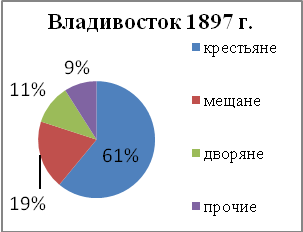 Владивосток 1897 г.
9%
11%
61%
19%
крестьяне
мещане
дворяне
прочие